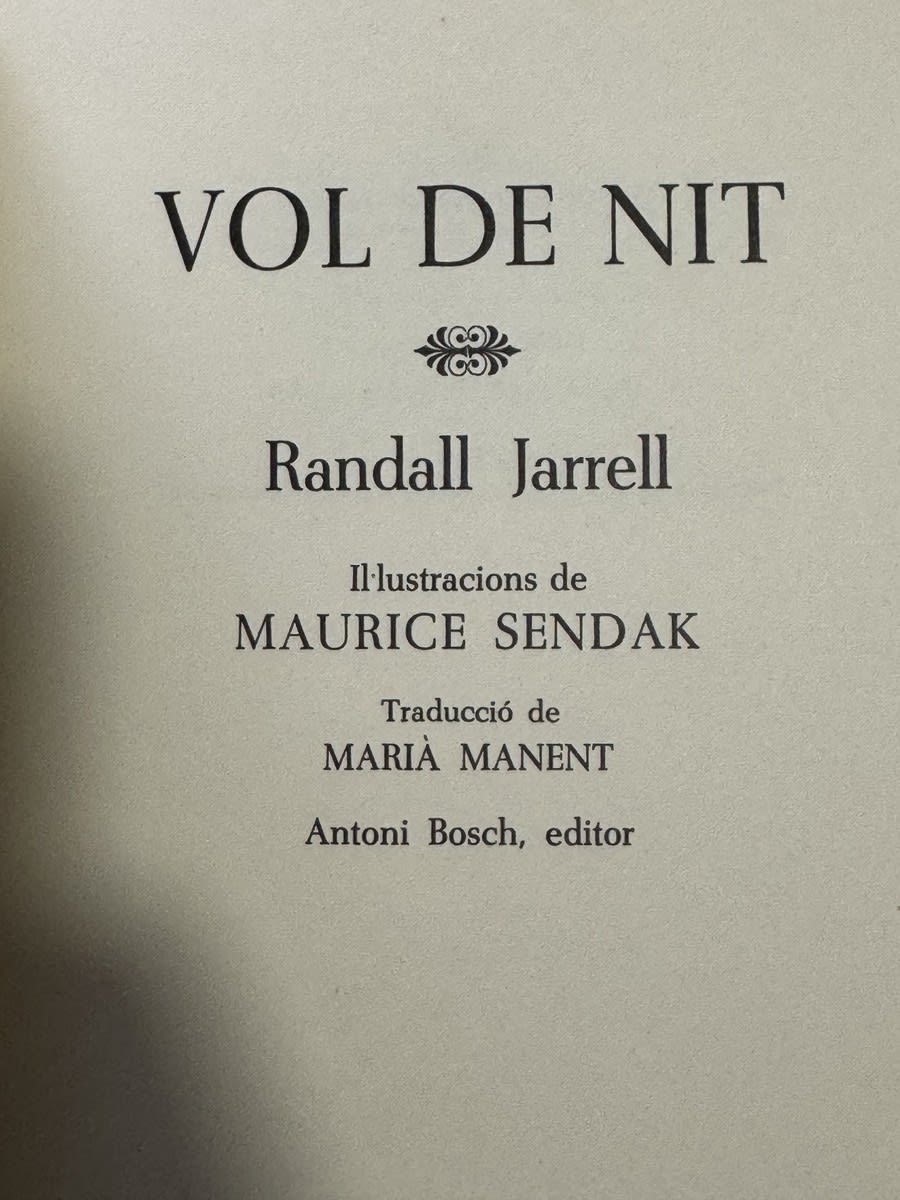 VOL DE NIT
Randall Jarrell
Il·lustracions de
MAURICE SENDAK
Traducció de
MARIÀ MANENT
Antoni Bosch, editor